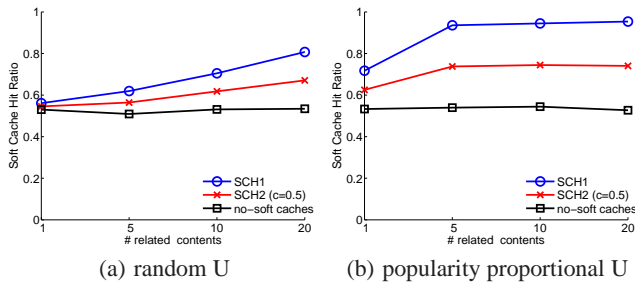 1
0.8
0.6
0.4
0.2
0
Soft Cache Hit Ratio
SCH1
SCH2 (c=0.5)
no-soft caches
1 5 10 20
# related contents
(a) random U
1
0.8
0.6
0.4
0.2
0
Soft Cache Hit Ratio
SCH1
SCH2 (c=0.5)
no-soft caches
1 5 10 20
# related contents
(b) popularity proportional U